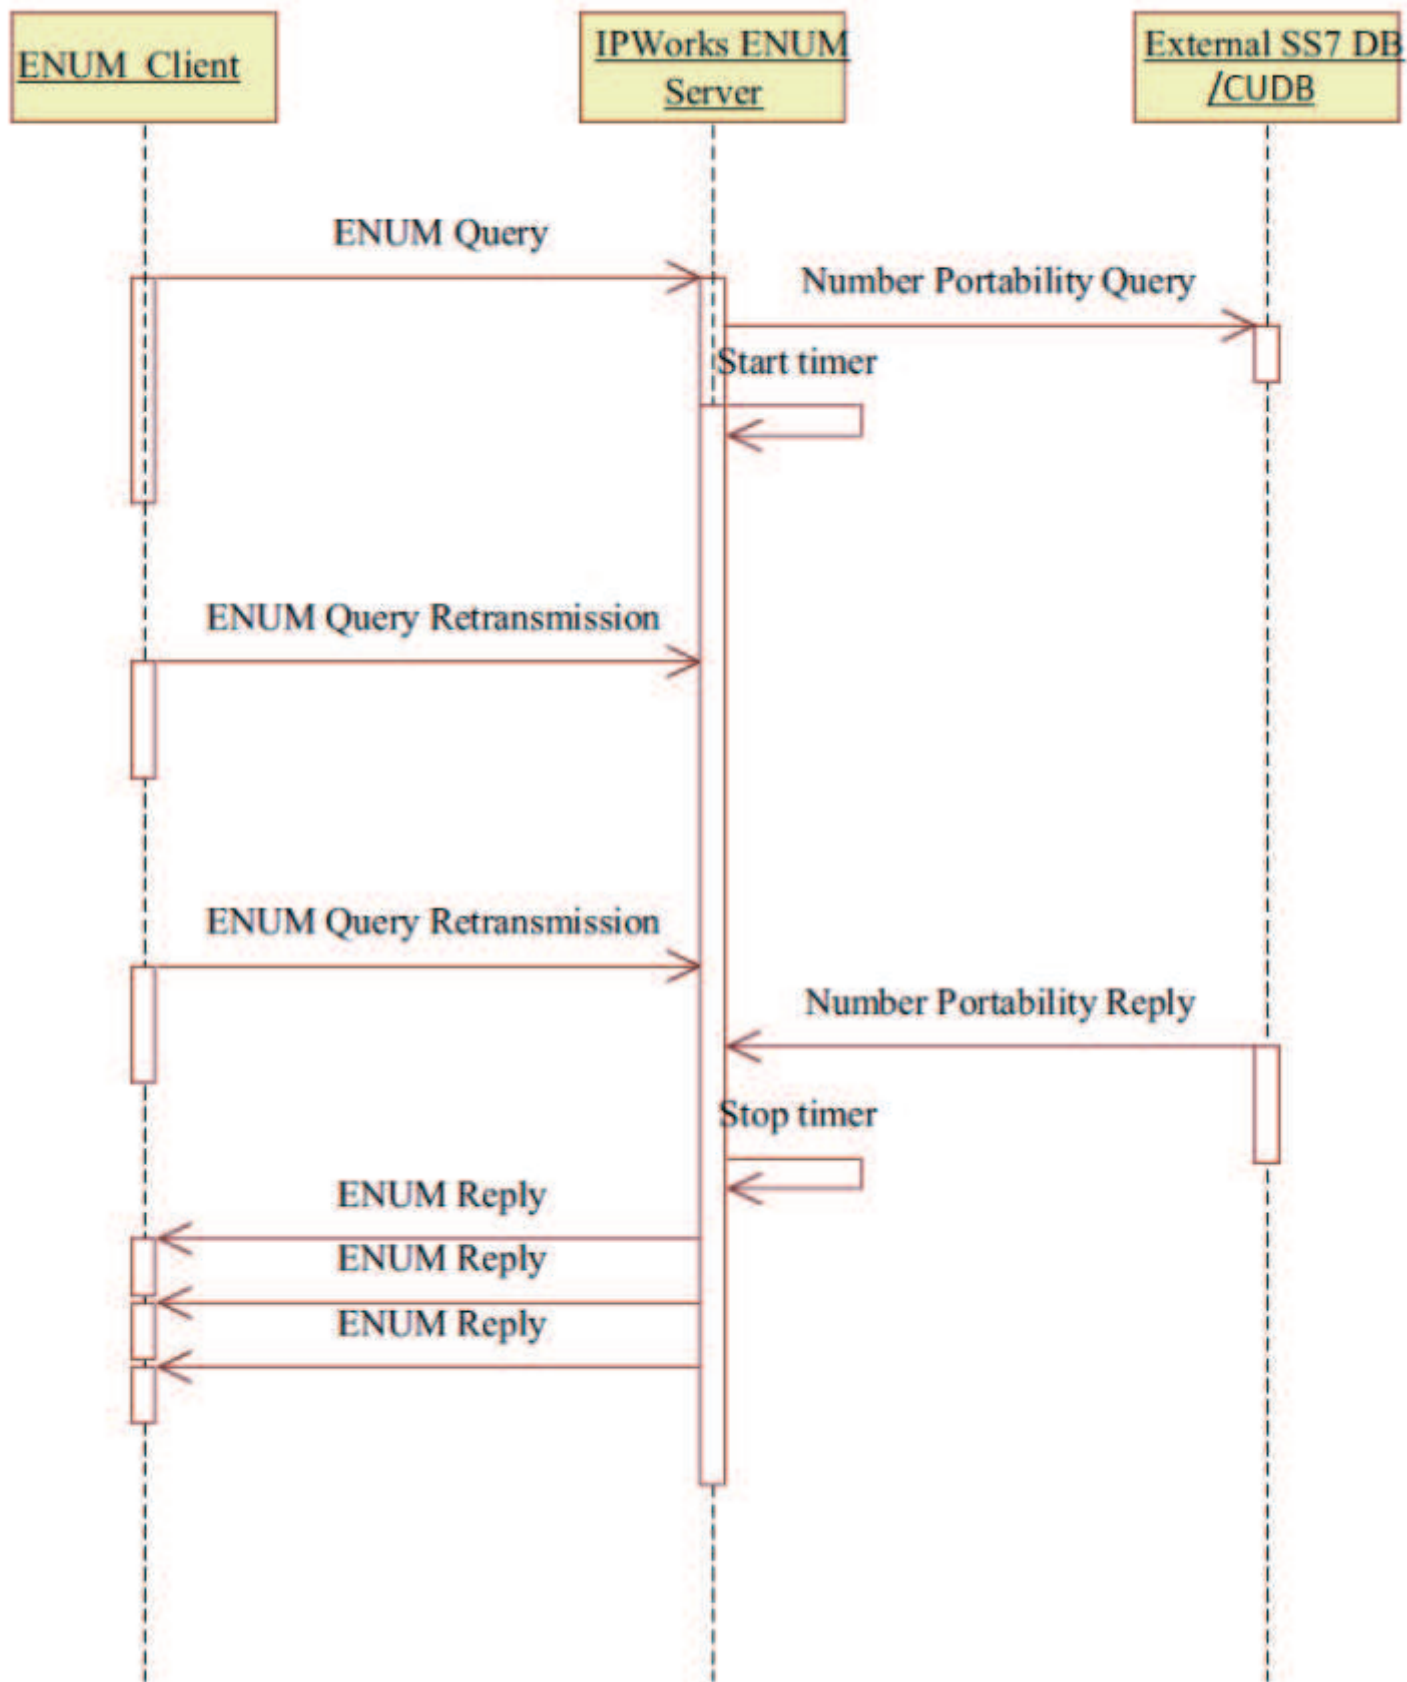 ENUM Client
IPWorks ENUM
Server
External SS7 DB
/CUDB
ENUM Query
Number Portability Query
Start timer
ENUM Query Retransmission
ENUM Query Retransmission
Number Portability Reply
Stop timer
ENUM Reply
ENUM Reply
ENUM Reply